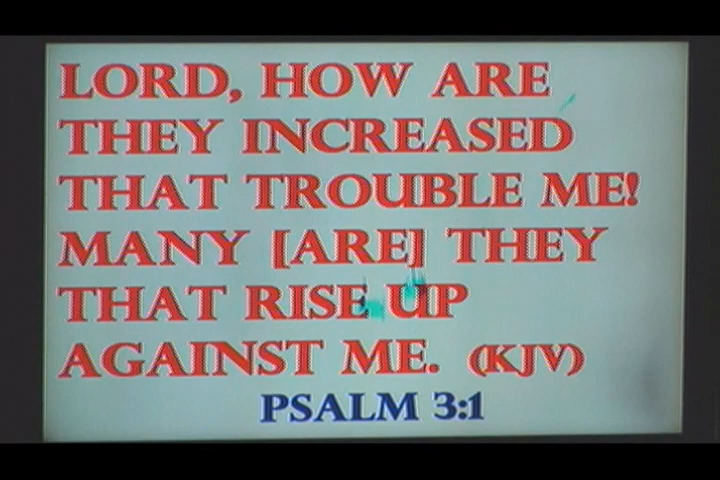 LORD, HOW ARE
THEY INCREASED
THAT TROUBLE ME!
MANY [ARE] THEY
THAT RISE UP
AGAINST ME. (KJV)
PSALM 3:1